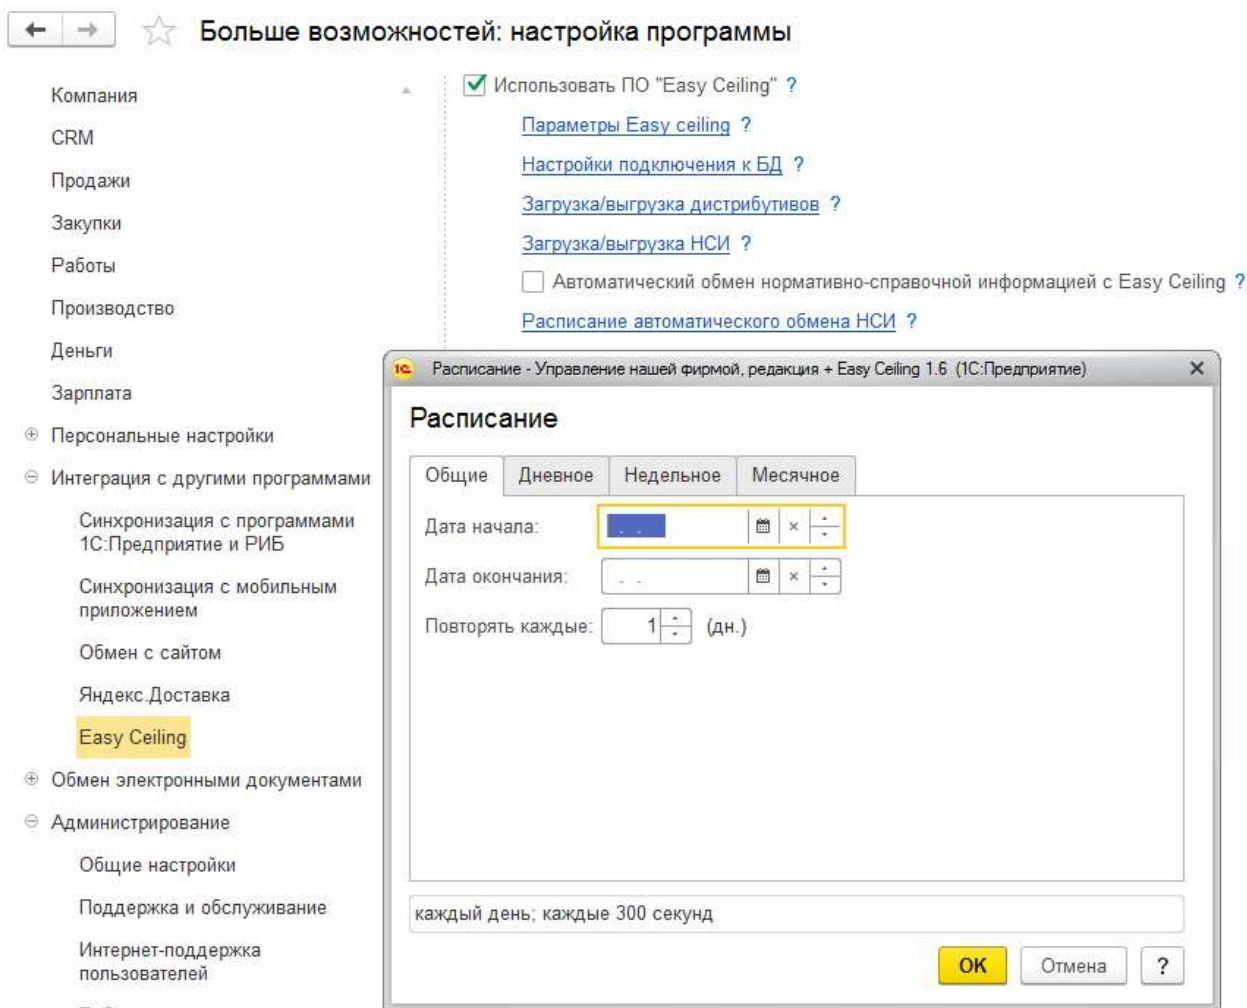 Больше возможностей: настройка программы
Компания
CRM
Продажи
Закупки
Работы
Производство
Деньги
Зарплата
Персональные настройки
Интеграция с другими программами
Синхронизация с программами
1С:Предприятие и РИБ
Синхронизация с мобильным
приложением
Обмен с сайтом
Яндекс.Доставка
Easy Ceiling
Обмен электронными документами
Администрирование
Общие настройки
Поддержка и обслуживание
Интернет-поддержка
пользователей
Использовать ПО "Easy Ceiling" ?
Параметры Easy ceiling ?
Настройки подключения к БД ?
Загрузка/выгрузка дистрибутивов ?
Загрузка/выгрузка НСИ ?
Автоматический обмен нормативно-справочной информацией с Easy Ceiling ?
Расписание автоматического обмена НСИ ?
1С Расписание - Управление нашей фирмой, редакция + Easy Ceiling 1.6 (1С:Предприятие)
Расписание
Общие Дневное Недельное Месячное
Дата начала: . .
Дата окончания: . .
Повторять каждые: 1 (дн.)
каждый день; каждые 300 секунд
ОК Отмена ?